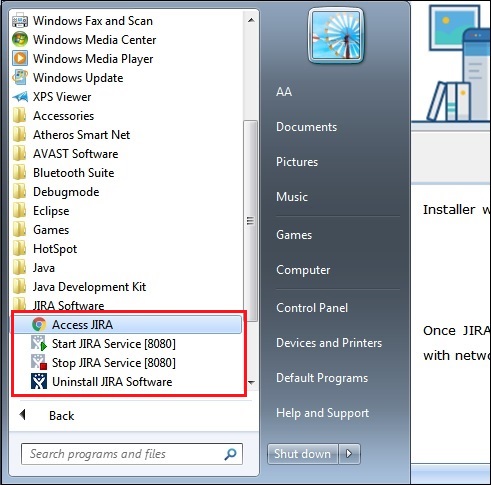 Windows Fax and Scan
Windows Media Center
Windows Media Player
Windows Update
XPS Viewer
Accessories
Atheros Smart Net
AVAST Software
Bluetooth Suite
Debugmode
Eclipse
Games
HotSpot
Java
Java Development Kit
JIRA Software
Access JIRA
Start JIRA Service [8080]
Stop JIRA Service [8080]
Uninstall JIRA Software
Back
Search programs and files
AA
Documents
Pictures
Music
Games
Computer
Control Panel
Devices and Printers
Default Programs
Help and Support
Shut down
Installer w
Once JIRA
with netwo